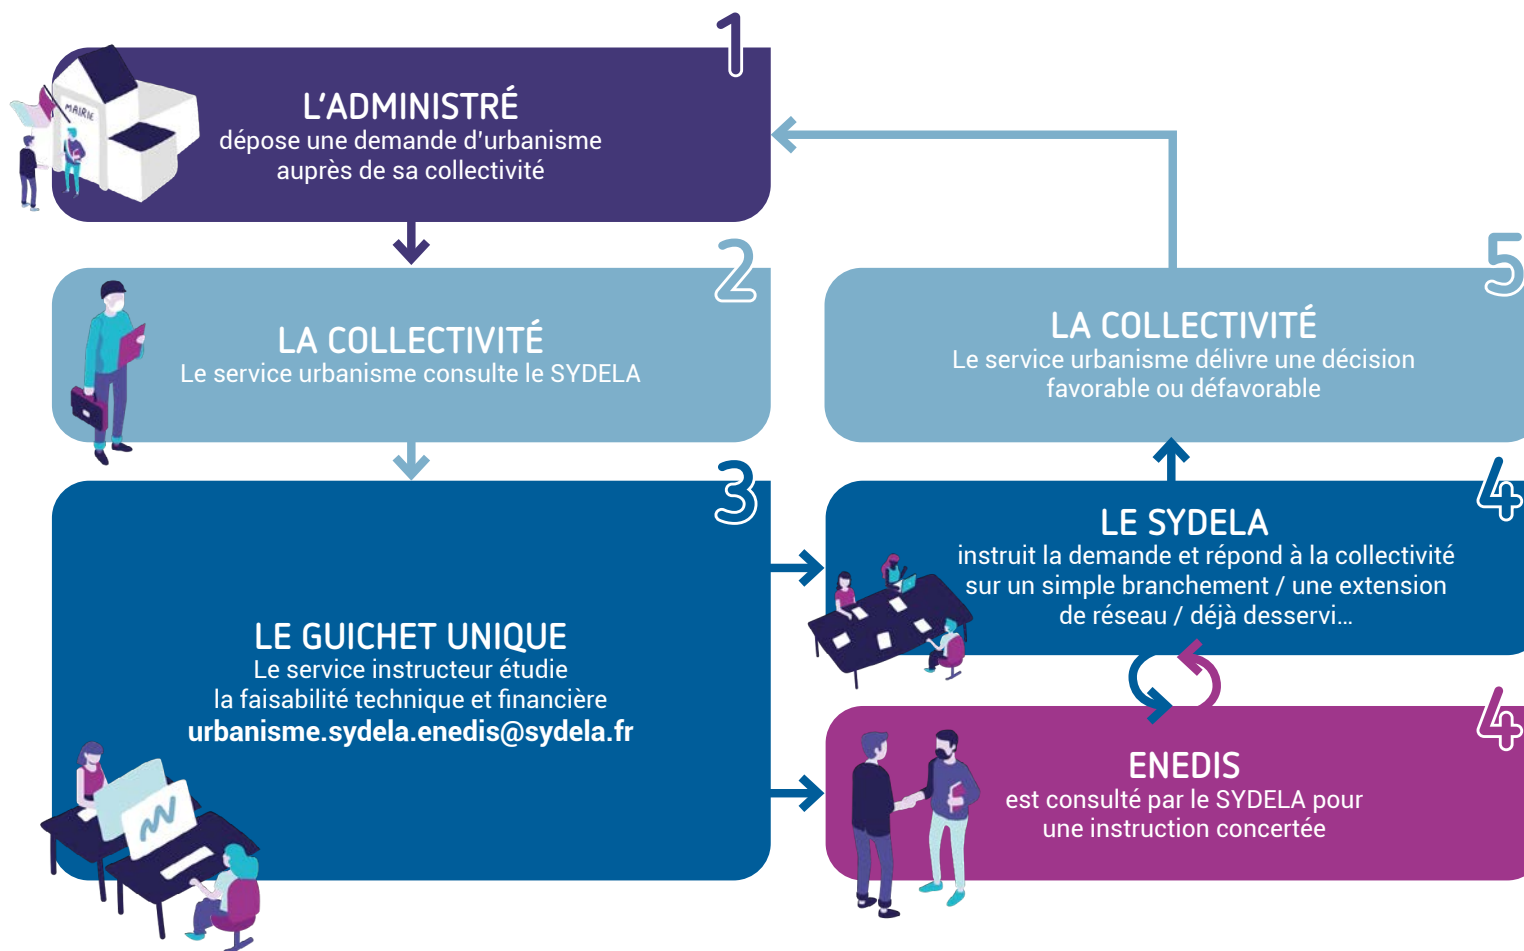 1
MAIRIE
L'ADMINISTRÉ
dépose une demande d'urbanisme
auprès de sa collectivité
2
LA COLLECTIVITÉ
Le service urbanisme consulte le SYDELA
3
LE GUICHET UNIQUE
Le service instructeur étudie
la faisabilité technique et financière
urbanisme.sydela.enedis@sydela.fr
4
LE SYDELA
instruit la demande et répond à la collectivité
sur un simple branchement / une extension
de réseau / déjà desservi...
4
ENEDIS
est consulté par le SYDELA pour
une instruction concertée
5
LA COLLECTIVITÉ
Le service urbanisme délivre une décision
favorable ou défavorable